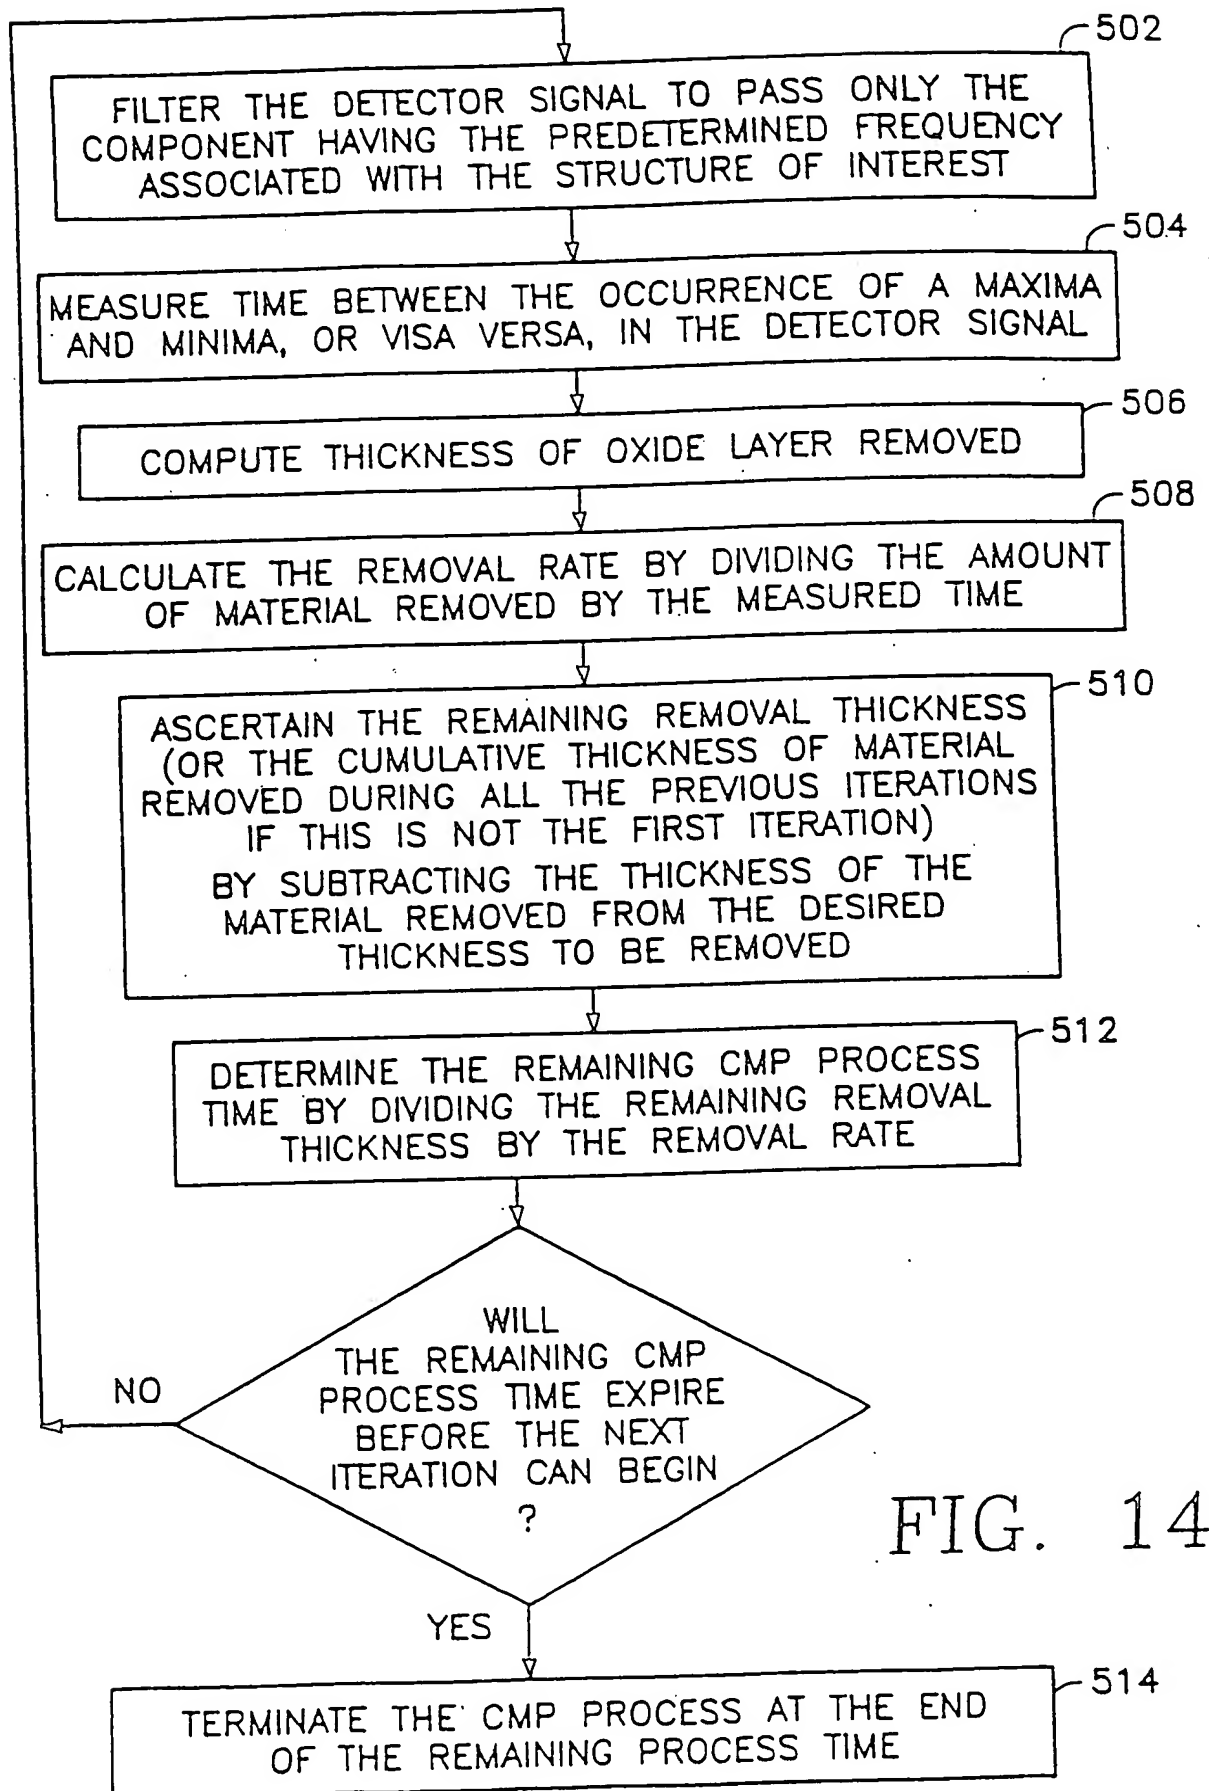 502
FILTER THE DETECTOR SIGNAL TO PASS ONLY THE
COMPONENT HAVING THE PREDETERMINED FREQUENCY
ASSOCIATED WITH THE STRUCTURE OF INTEREST
504
MEASURE TIME BETWEEN THE OCCURRENCE OF A MAXIMA
AND MINIMA, OR VISA VERSA, IN THE DETECTOR SIGNAL
506
COMPUTE THICKNESS OF OXIDE LAYER REMOVED
508
CALCULATE THE REMOVAL RATE BY DIVIDING THE AMOUNT
OF MATERIAL REMOVED BY THE MEASURED TIME
510
ASCERTAIN THE REMAINING REMOVAL THICKNESS
(OR THE CUMULATIVE THICKNESS OF MATERIAL
REMOVED DURING ALL THE PREVIOUS ITERATIONS
IF THIS IS NOT THE FIRST ITERATION)
BY SUBTRACTING THE THICKNESS OF THE
MATERIAL REMOVED FROM THE DESIRED
THICKNESS TO BE REMOVED
512
DETERMINE THE REMAINING CMP PROCESS
TIME BY DIVIDING THE REMAINING REMOVAL
THICKNESS BY THE REMOVAL RATE
WILL
THE REMAINING CMP
PROCESS TIME EXPIRE
BEFORE THE NEXT
ITERATION CAN BEGIN
?
NO
FIG. 14
YES
514
TERMINATE THE CMP PROCESS AT THE END
OF THE REMAINING PROCESS TIME